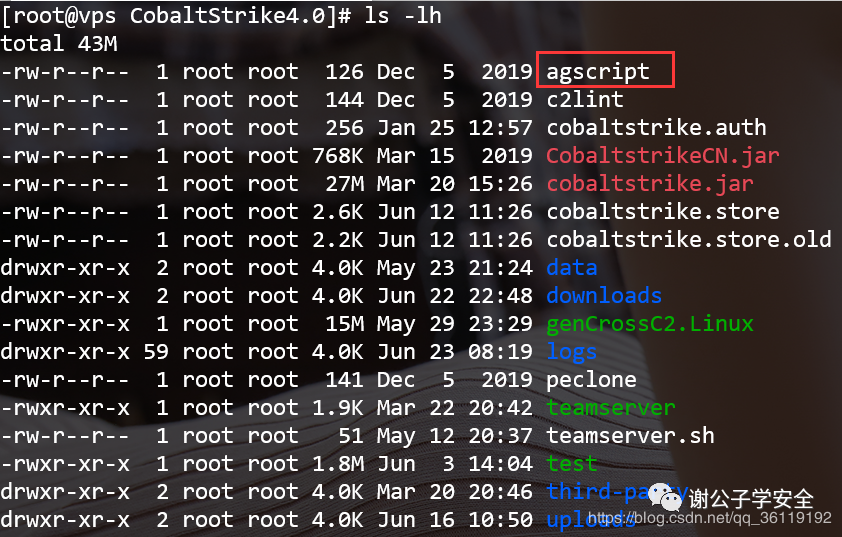 [root@vps CobaltStrike4.0]# ls -lh
total 43M
-rw-r--r-- 1 root root 126 Dec 5 2019 agscript
-rw-r--r-- 1 root root 144 Dec 5 2019 c2lint
-rw-r--r-- 1 root root 256 Jan 25 12:57 cobaltstrike.auth
-rw-r--r-- 1 root root 768K Mar 15 2019 CobaltstrikeCN.jar
-rw-r--r-- 1 root root 27M Mar 20 15:26 cobaltstrike.jar
-rw-r--r-- 1 root root 2.6K Jun 12 11:26 cobaltstrike.store
-rw-r--r-- 1 root root 2.2K Jun 12 11:26 cobaltstrike.store.old
drwxr-xr-x 2 root root 4.0K May 23 21:24 data
drwxr-xr-x 2 root root 4.0K Jun 22 22:48 downloads
-rwxr-xr-x 1 root root 15M May 29 23:29 genCrossC2.Linux
drwxr-xr-x 59 root root 4.0K Jun 23 08:19 logs
-rw-r--r-- 1 root root 141 Dec 5 2019 peclone
-rwxr-xr-x 1 root root 1.9K Mar 22 20:42 teamserver
-rw-r--r-- 1 root root 51 May 12 20:37 teamserver.sh
-rwxr-xr-x 1 root root 1.8M Jun 3 14:04 test
drwxr-xr-x 2 root root 4.0K Mar 20 20:46 third-party
drwxr-xr-x 2 root root 4.0K Jun 16 10:50 uploads
谢公子学安全
https://blog.csdn.net/qq_36119192